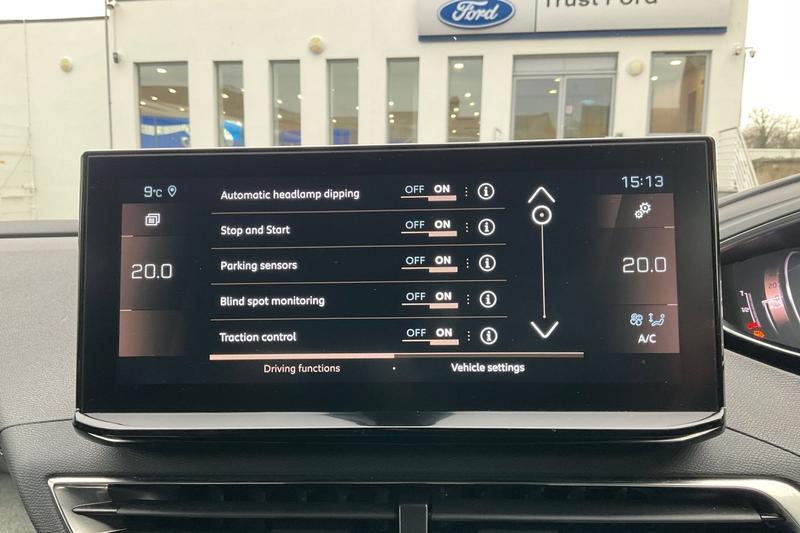 Ford
Trust Ford
9°C
15:13
Automatic headlamp dipping OFF ON
Stop and Start OFF ON
Parking sensors OFF ON
Blind spot monitoring OFF ON
Traction control OFF ON
20.0
20.0
A/C
Driving functions
Vehicle settings